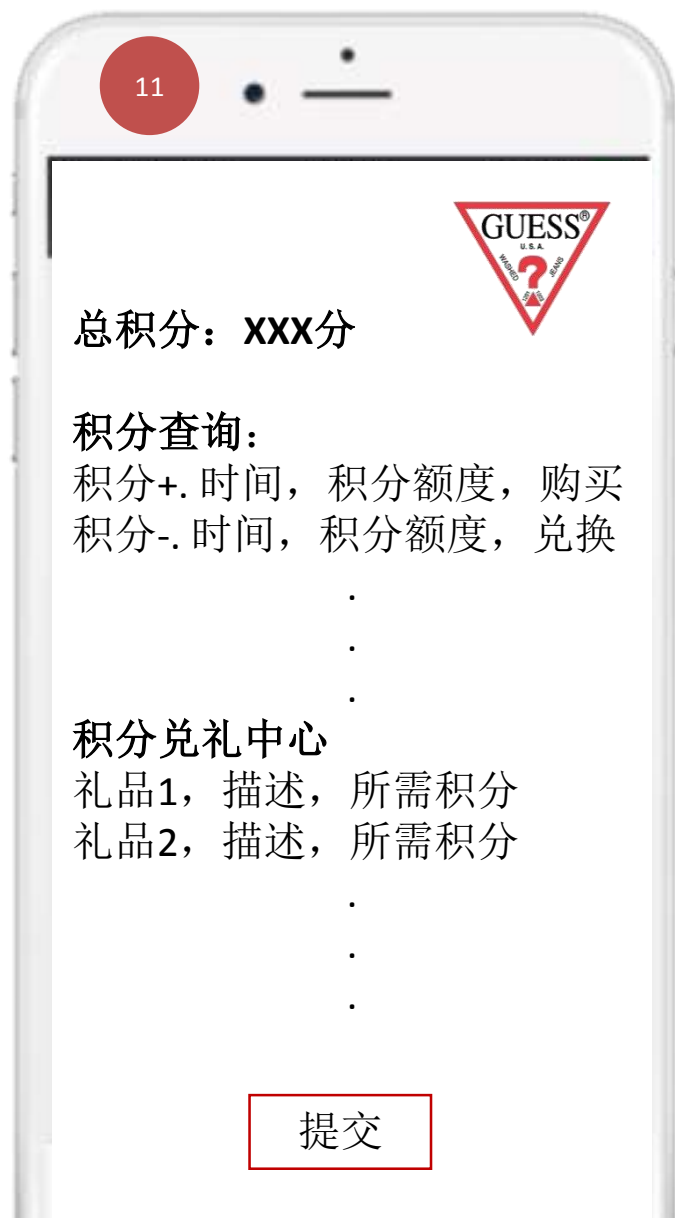 11
GUESS®
U.S.A.
WASHED JEANS
总积分：XXX分
积分查询：
积分+. 时间，积分额度，购买
积分-. 时间，积分额度，兑换
.
.
.
积分兑礼中心
礼品1，描述，所需积分
礼品2，描述，所需积分
.
.
.
提交